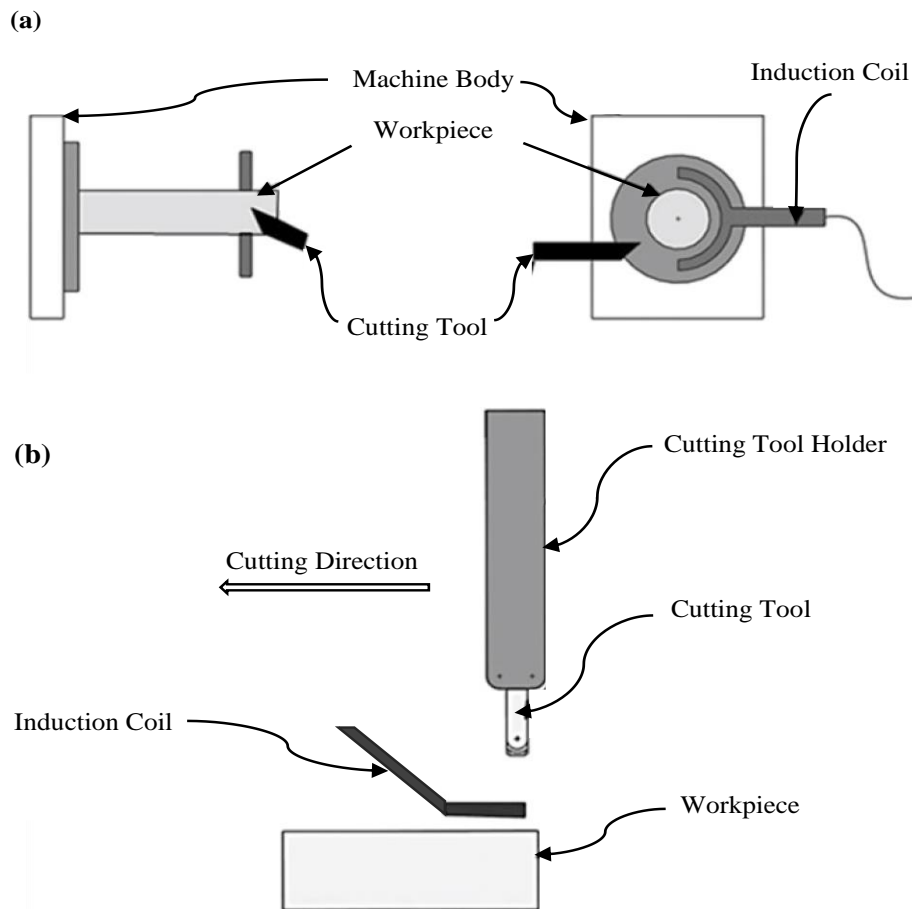 (a)
Machine Body
Induction Coil
Workpiece
Cutting Tool
(b)
Cutting Tool Holder
Cutting Direction
Cutting Tool
Induction Coil
Workpiece